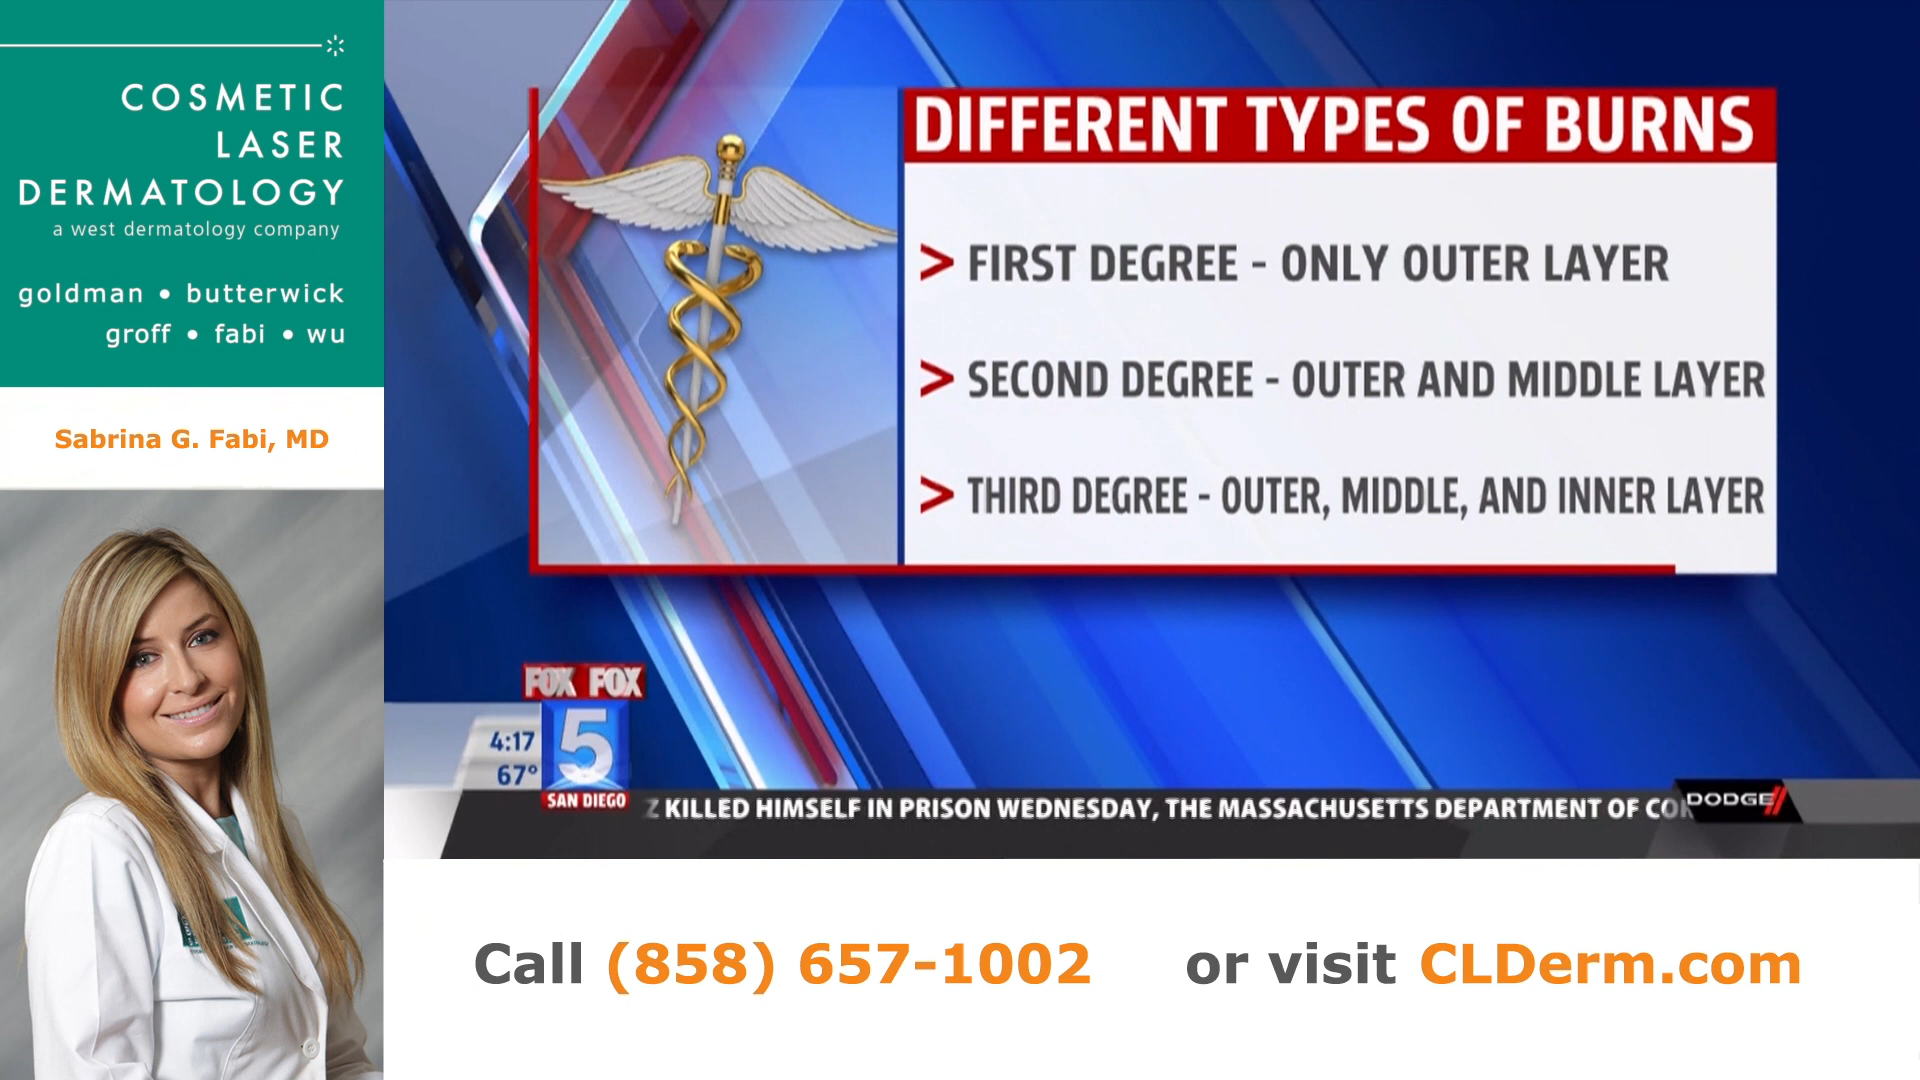 COSMETIC
LASER
DERMATOLOGY
a west dermatology company
goldman • butterwick
groff • fabi • wu
Sabrina G. Fabi, MD
DIFFERENT TYPES OF BURNS
> FIRST DEGREE - ONLY OUTER LAYER
> SECOND DEGREE - OUTER AND MIDDLE LAYER
> THIRD DEGREE - OUTER, MIDDLE, AND INNER LAYER
FOX FOX
5
SAN DIEGO
4:17
67°
Z KILLED HIMSELF IN PRISON WEDNESDAY, THE MASSACHUSETTS DEPARTMENT OF CO
DODGE//
Call (858) 657-1002 or visit CLDerm.com